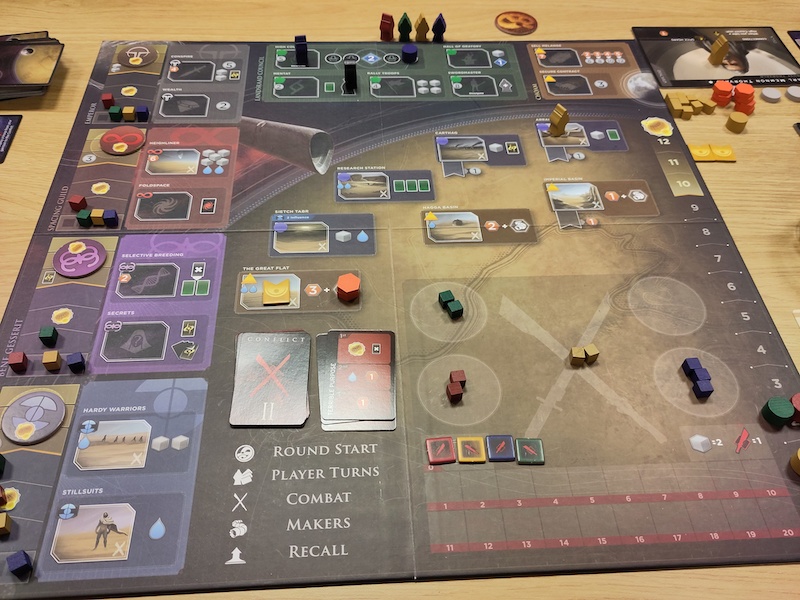 EMPEROR
SPACING GUILD
BENE GESSERIT
LANDSRAAD COUNCIL
CHOAM
CONSPIRE
WEALTH
HEIGHLINER
FOLDSPACE
SELECTIVE BREEDING
SECRETS
HARDY WARRIORS
STILLSUITS
HIGH
HALL OF ORATORY
MENTAT
RALLY TROOPS
SWORDMASTER
SELL MELANGE
SECURE CONTRACT
CARTHAG
RESEARCH STATION
SIETCH TABR
HAGGA BASIN
IMPERIAL BASIN
THE GREAT FLAT
CONFLICT
II
ROUND START
PLAYER TURNS
COMBAT
MAKERS
RECALL
12
11
10
9
8
7
6
5
4
3
=2
=1
1 2 3 4 5 6 7 8 9 10
11 12 13 14 15 16 17 18 19 20